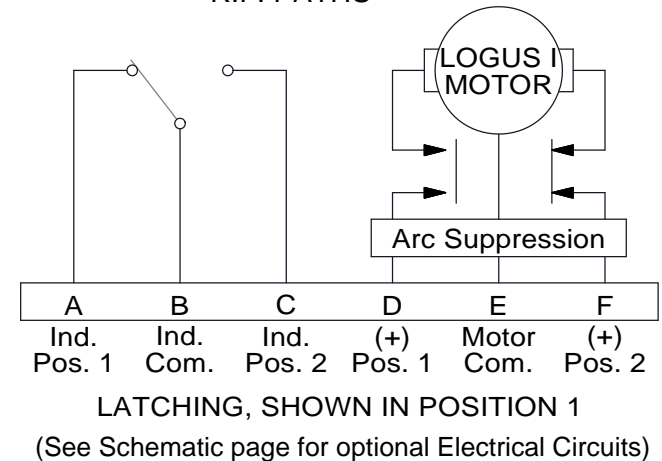 LOGUS I
MOTOR
Arc Suppression
A B C D E F
Ind. Ind. Ind. (+) Motor (+)
Pos. 1 Com. Pos. 2 Pos. 1 Com. Pos. 2
LATCHING, SHOWN IN POSITION 1
(See Schematic page for optional Electrical Circuits)